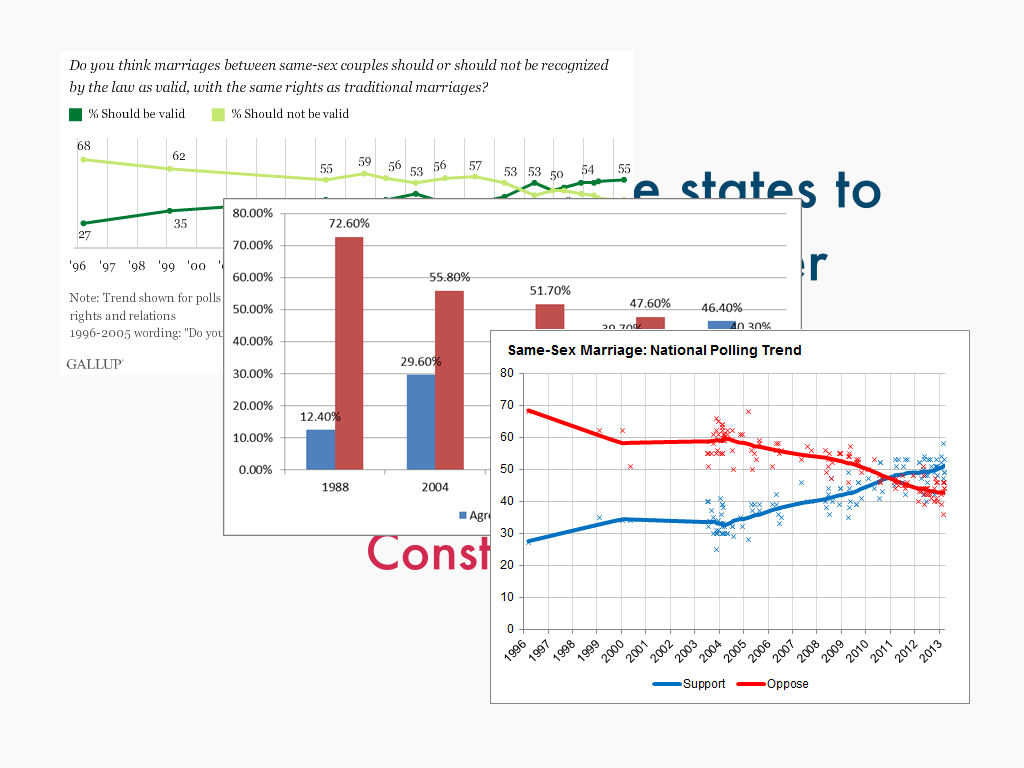 Do you think marriages between same-sex couples should or should not be recognized
by the law as valid, with the same rights as traditional marriages?
% Should be valid % Should not be valid
68 62 55 59 56 53 56 57 53 53 50 54 55
27 35
'96 '97 '98 '99 '00
Note: Trend shown for polls
rights and relations
1996-2005 wording: "Do you
GALLUP
e states to
er
80.00%
70.00%
60.00%
50.00%
40.00%
30.00%
20.00%
10.00%
0.00%
72.60%
55.80%
51.70%
47.60%
46.40%
39.70%
40.30%
29.60%
12.40%
1988 2004
Agre
Const
Same-Sex Marriage: National Polling Trend
80
70
60
50
40
30
20
10
0
1996 1997 1998 1999 2000 2001 2002 2003 2004 2005 2006 2007 2008 2009 2010 2011 2012 2013
Support Oppose